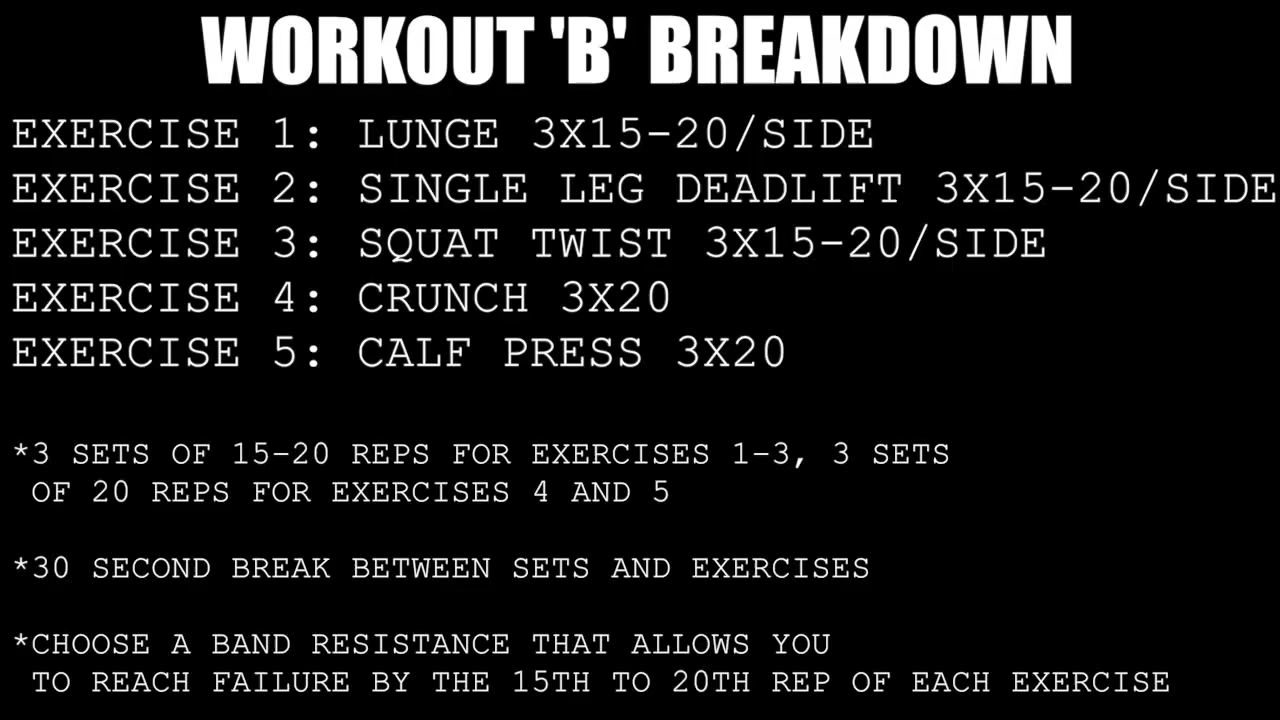 WORKOUT 'B' BREAKDOWN
EXERCISE 1: LUNGE 3X15-20/SIDE
EXERCISE 2: SINGLE LEG DEADLIFT 3X15-20/SIDE
EXERCISE 3: SQUAT TWIST 3X15-20/SIDE
EXERCISE 4: CRUNCH 3X20
EXERCISE 5: CALF PRESS 3X20
*3 SETS OF 15-20 REPS FOR EXERCISES 1-3, 3 SETS
OF 20 REPS FOR EXERCISES 4 AND 5
*30 SECOND BREAK BETWEEN SETS AND EXERCISES
*CHOOSE A BAND RESISTANCE THAT ALLOWS YOU
TO REACH FAILURE BY THE 15TH TO 20TH REP OF EACH EXERCISE